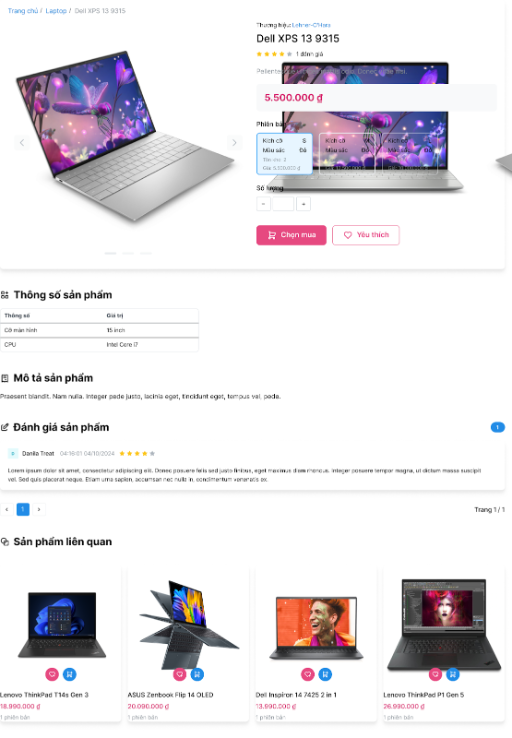 Trang chủ / Laptop / Dell XPS 13 9315
Thương hiệu: Lehner-O'Hara
Dell XPS 13 9315
1 đánh giá
5.500.000 ₫
Phiên bản
Kích cỡ S
Màu sắc Đỏ
Tồn kho: 2
Giá: 5.500.000 ₫
Kích cỡ M
Màu sắc
Kích cỡ
Màu sắc
Số lượng
Chọn mua
Yêu thích
Thông số sản phẩm
Thông số Giá trị
Cỡ màn hình 15 inch
CPU Intel Core i7
Mô tả sản phẩm
Praesent blandit. Nam nulla. Integer pede justo, lacinia eget, tincidunt eget, tempus vel, pede.
Đánh giá sản phẩm
1
Danila Treat 04:16:01 04/10/2024
Lorem ipsum dolor sit amet, consectetur adipiscing elit. Donec posuere felis sed justo finibus, eget maximus diam rhoncus. Integer posuere tempor magna, ut dictum massa suscipit
vel. Sed quis placerat neque. Etiam urna sapien, accumsan nec nulla in, condimentum venenatis ex.
1
Trang 1 / 1
Sản phẩm liên quan
Lenovo ThinkPad T14s Gen 3
18.990.000 ₫
1 phiên bản
ASUS Zenbook Flip 14 OLED
20.090.000 ₫
1 phiên bản
Dell Inspiron 14 7425 2 in 1
13.690.000 ₫
1 phiên bản
Lenovo ThinkPad P1 Gen 5
26.990.000 ₫
1 phiên bản